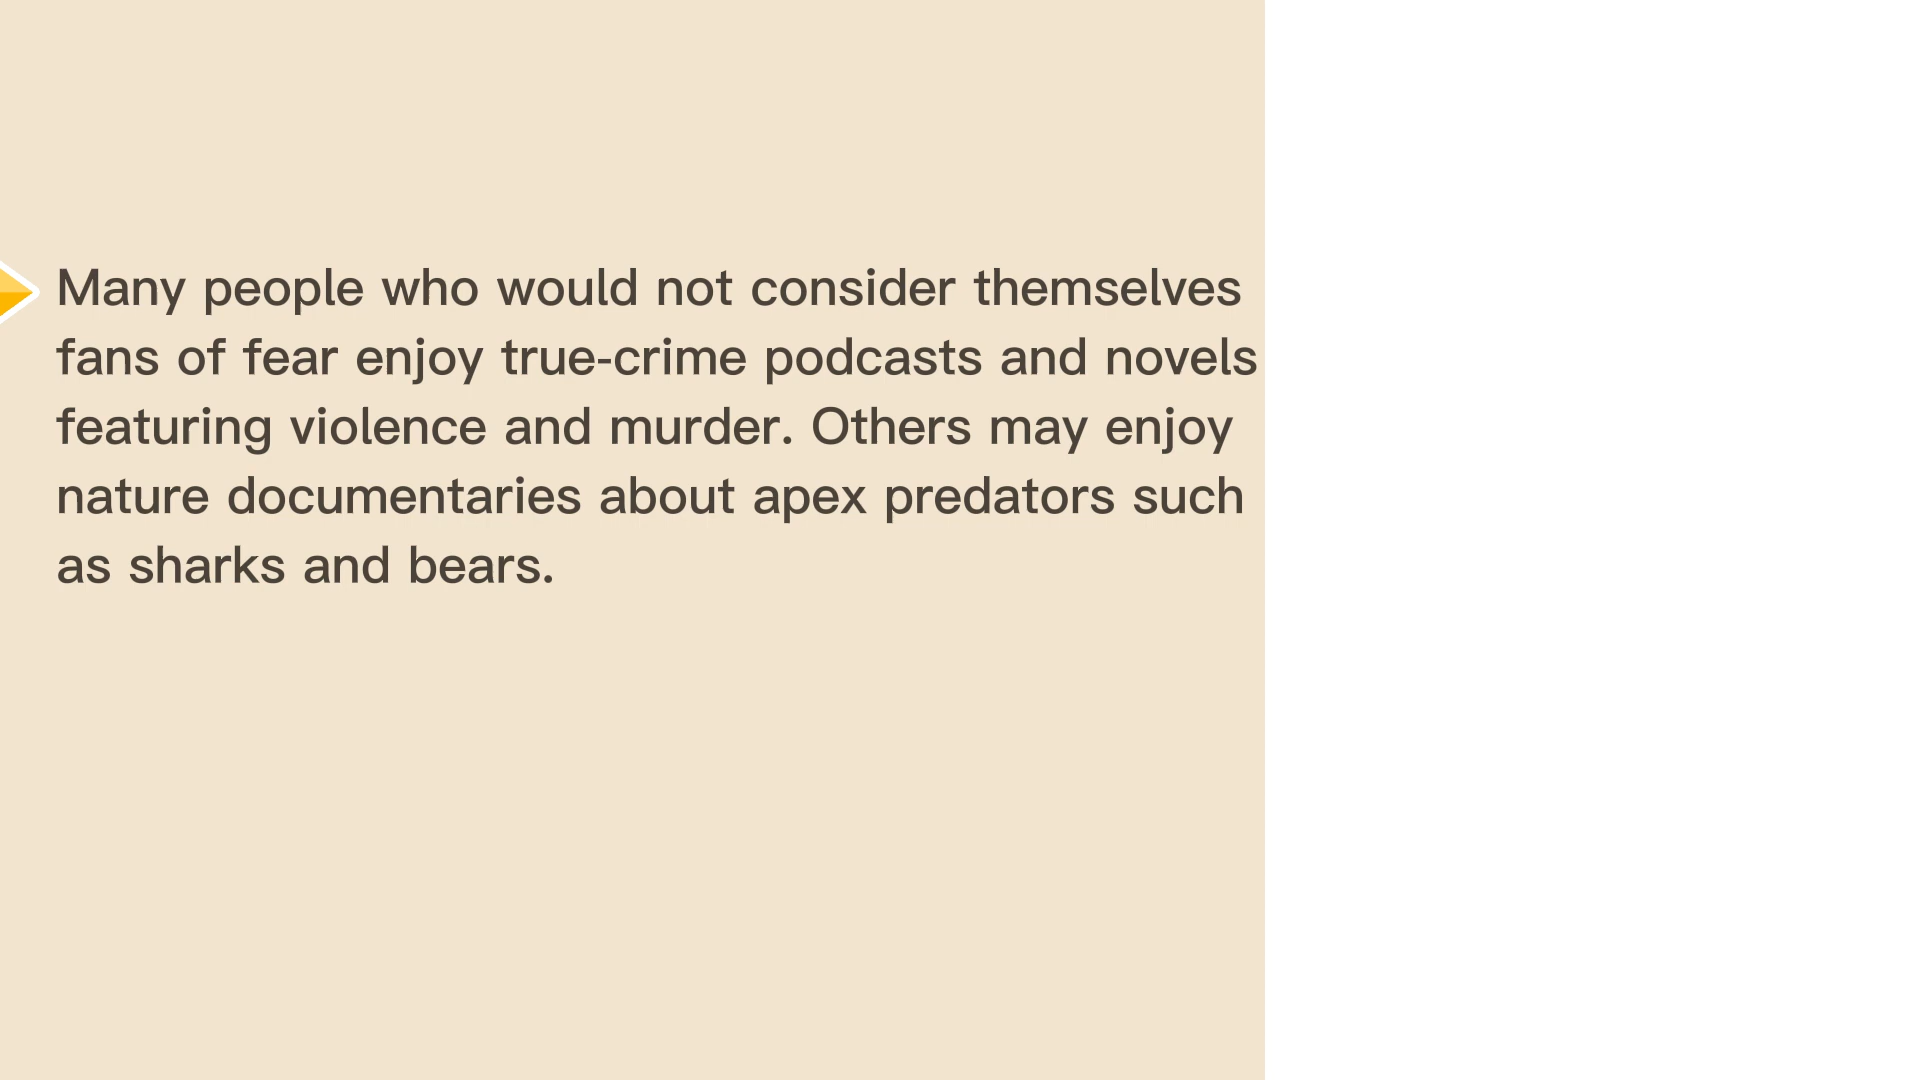 Many people who would not consider themselves
fans of fear enjoy true-crime podcasts and novels
featuring violence and murder. Others may enjoy
nature documentaries about apex predators such
as sharks and bears.